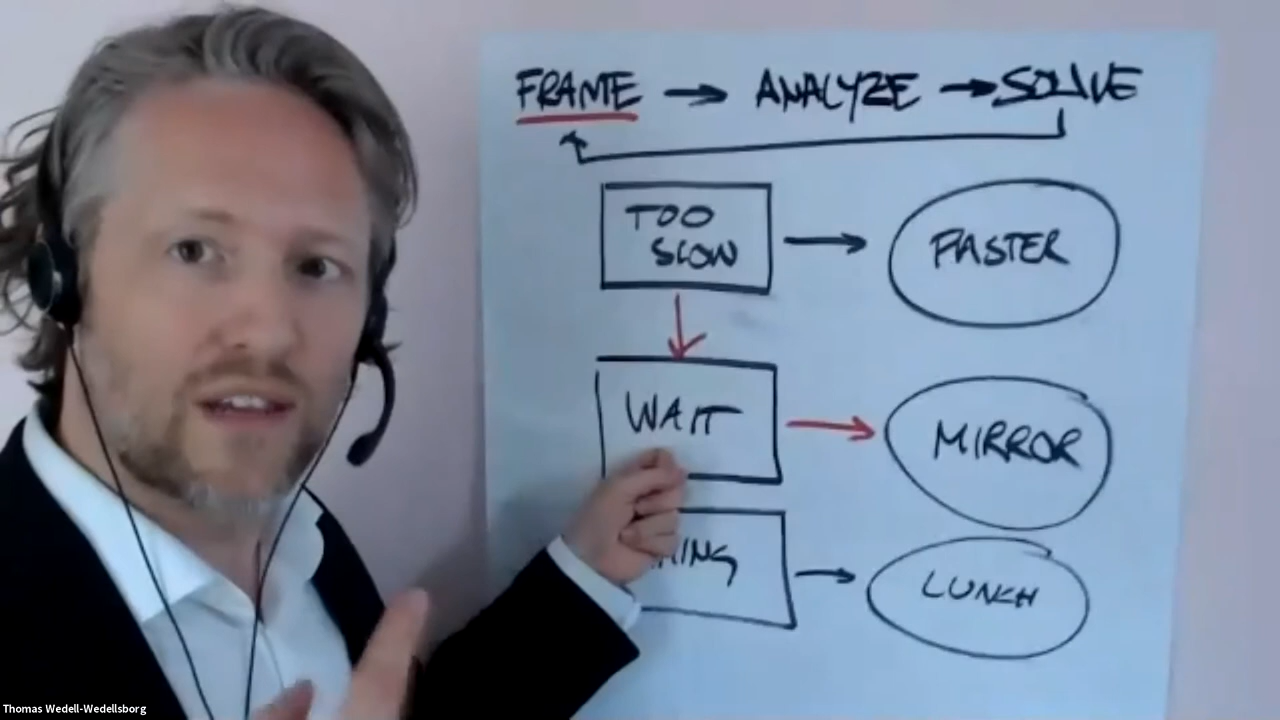 FRAME → ANALYZE → SOLVE
TOO
SLOW → FASTER
WAIT → MIRROR
LUNCH
Thomas Wedell-Wedellsborg